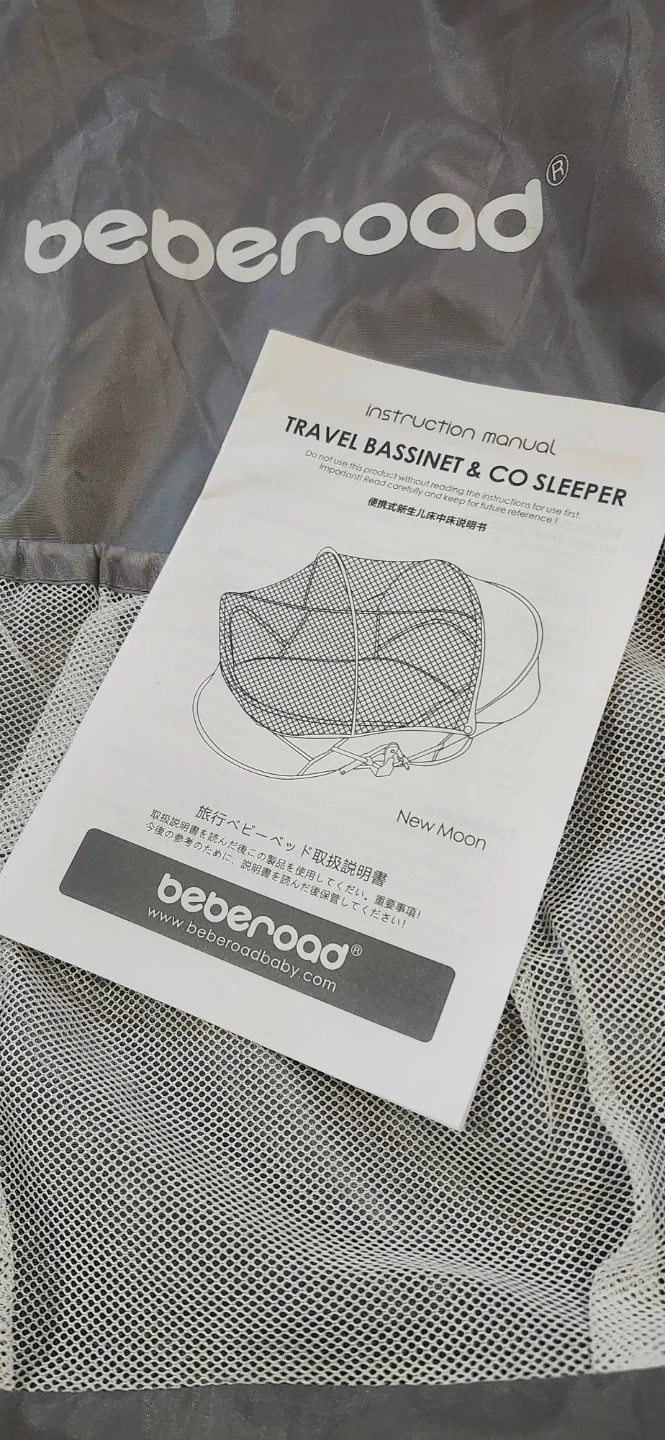 beberoad®
instruction manual
TRAVEL BASSINET & CO SLEEPER
Do not use this product without reading the instructions for use first.
Important! Read carefully and keep for future reference!
便携式新生儿床中床说明书
New Moon
旅行ベビーベッド取扱説明書
取扱説明書を読んだ後この製品を使用してくだい。重要事項!
今後の参考のために、説明書を読んだ後保管してください!
beberoad®
www.beberoadbaby.com